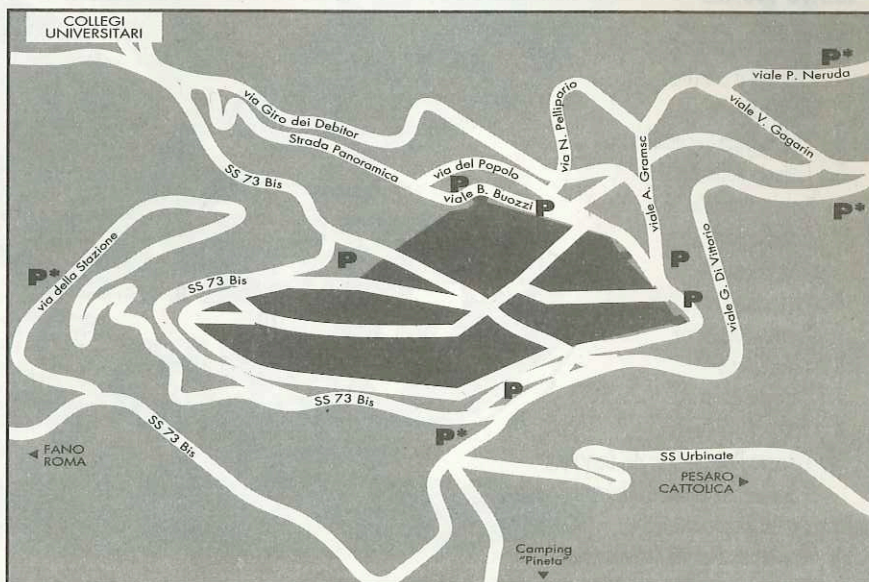 COLLEGI
UNIVERSITARI
P*
viale P. Neruda
via Giro dei Debitor
via N. Pellipario
viale V. Gagarin
viale A. Gramsc
Strada Panoramica
via del Popolo
SS 73 Bis
P
viale B. Buozzi
P
P*
via della Stazione
P*
SS 73 Bis
P
P
P
viale G. Di Vittorio
P
SS 73 Bis
P*
SS 73 Bis
FANO
ROMA
SS Urbinate
PESARO
CATTOLICA
Camping
"Pineta"